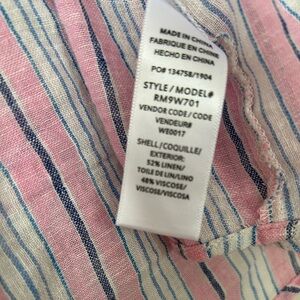 MADE IN CHINA
FABRIQUE EN CHINE
HECHO EN CHINA
PO# 134758/1904
STYLE / MODEL#
RM9W701
VENDOR CODE / CODE
VENDEUR#
WE0017
SHELL/COQUILLE/
EXTERIOR:
52% LINEN/
TOILE DE LIN/LINO
48% VISCOSE/
VISCOSE/VISCOSA